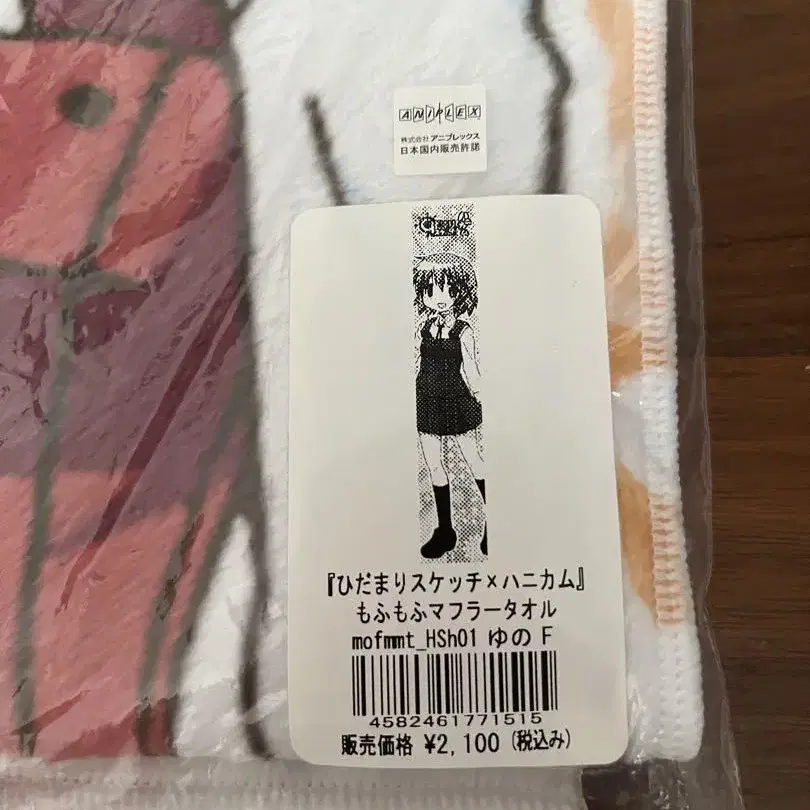 ANIPLEX
株式会社アニプレックス
日本国内販売許諾
『ひだまりスケッチ×ハニカム』
もふもふマフラータオル
mofmmt_HSh01 ゆの F
4582461771515
販売価格 ¥2,100 (税込み)